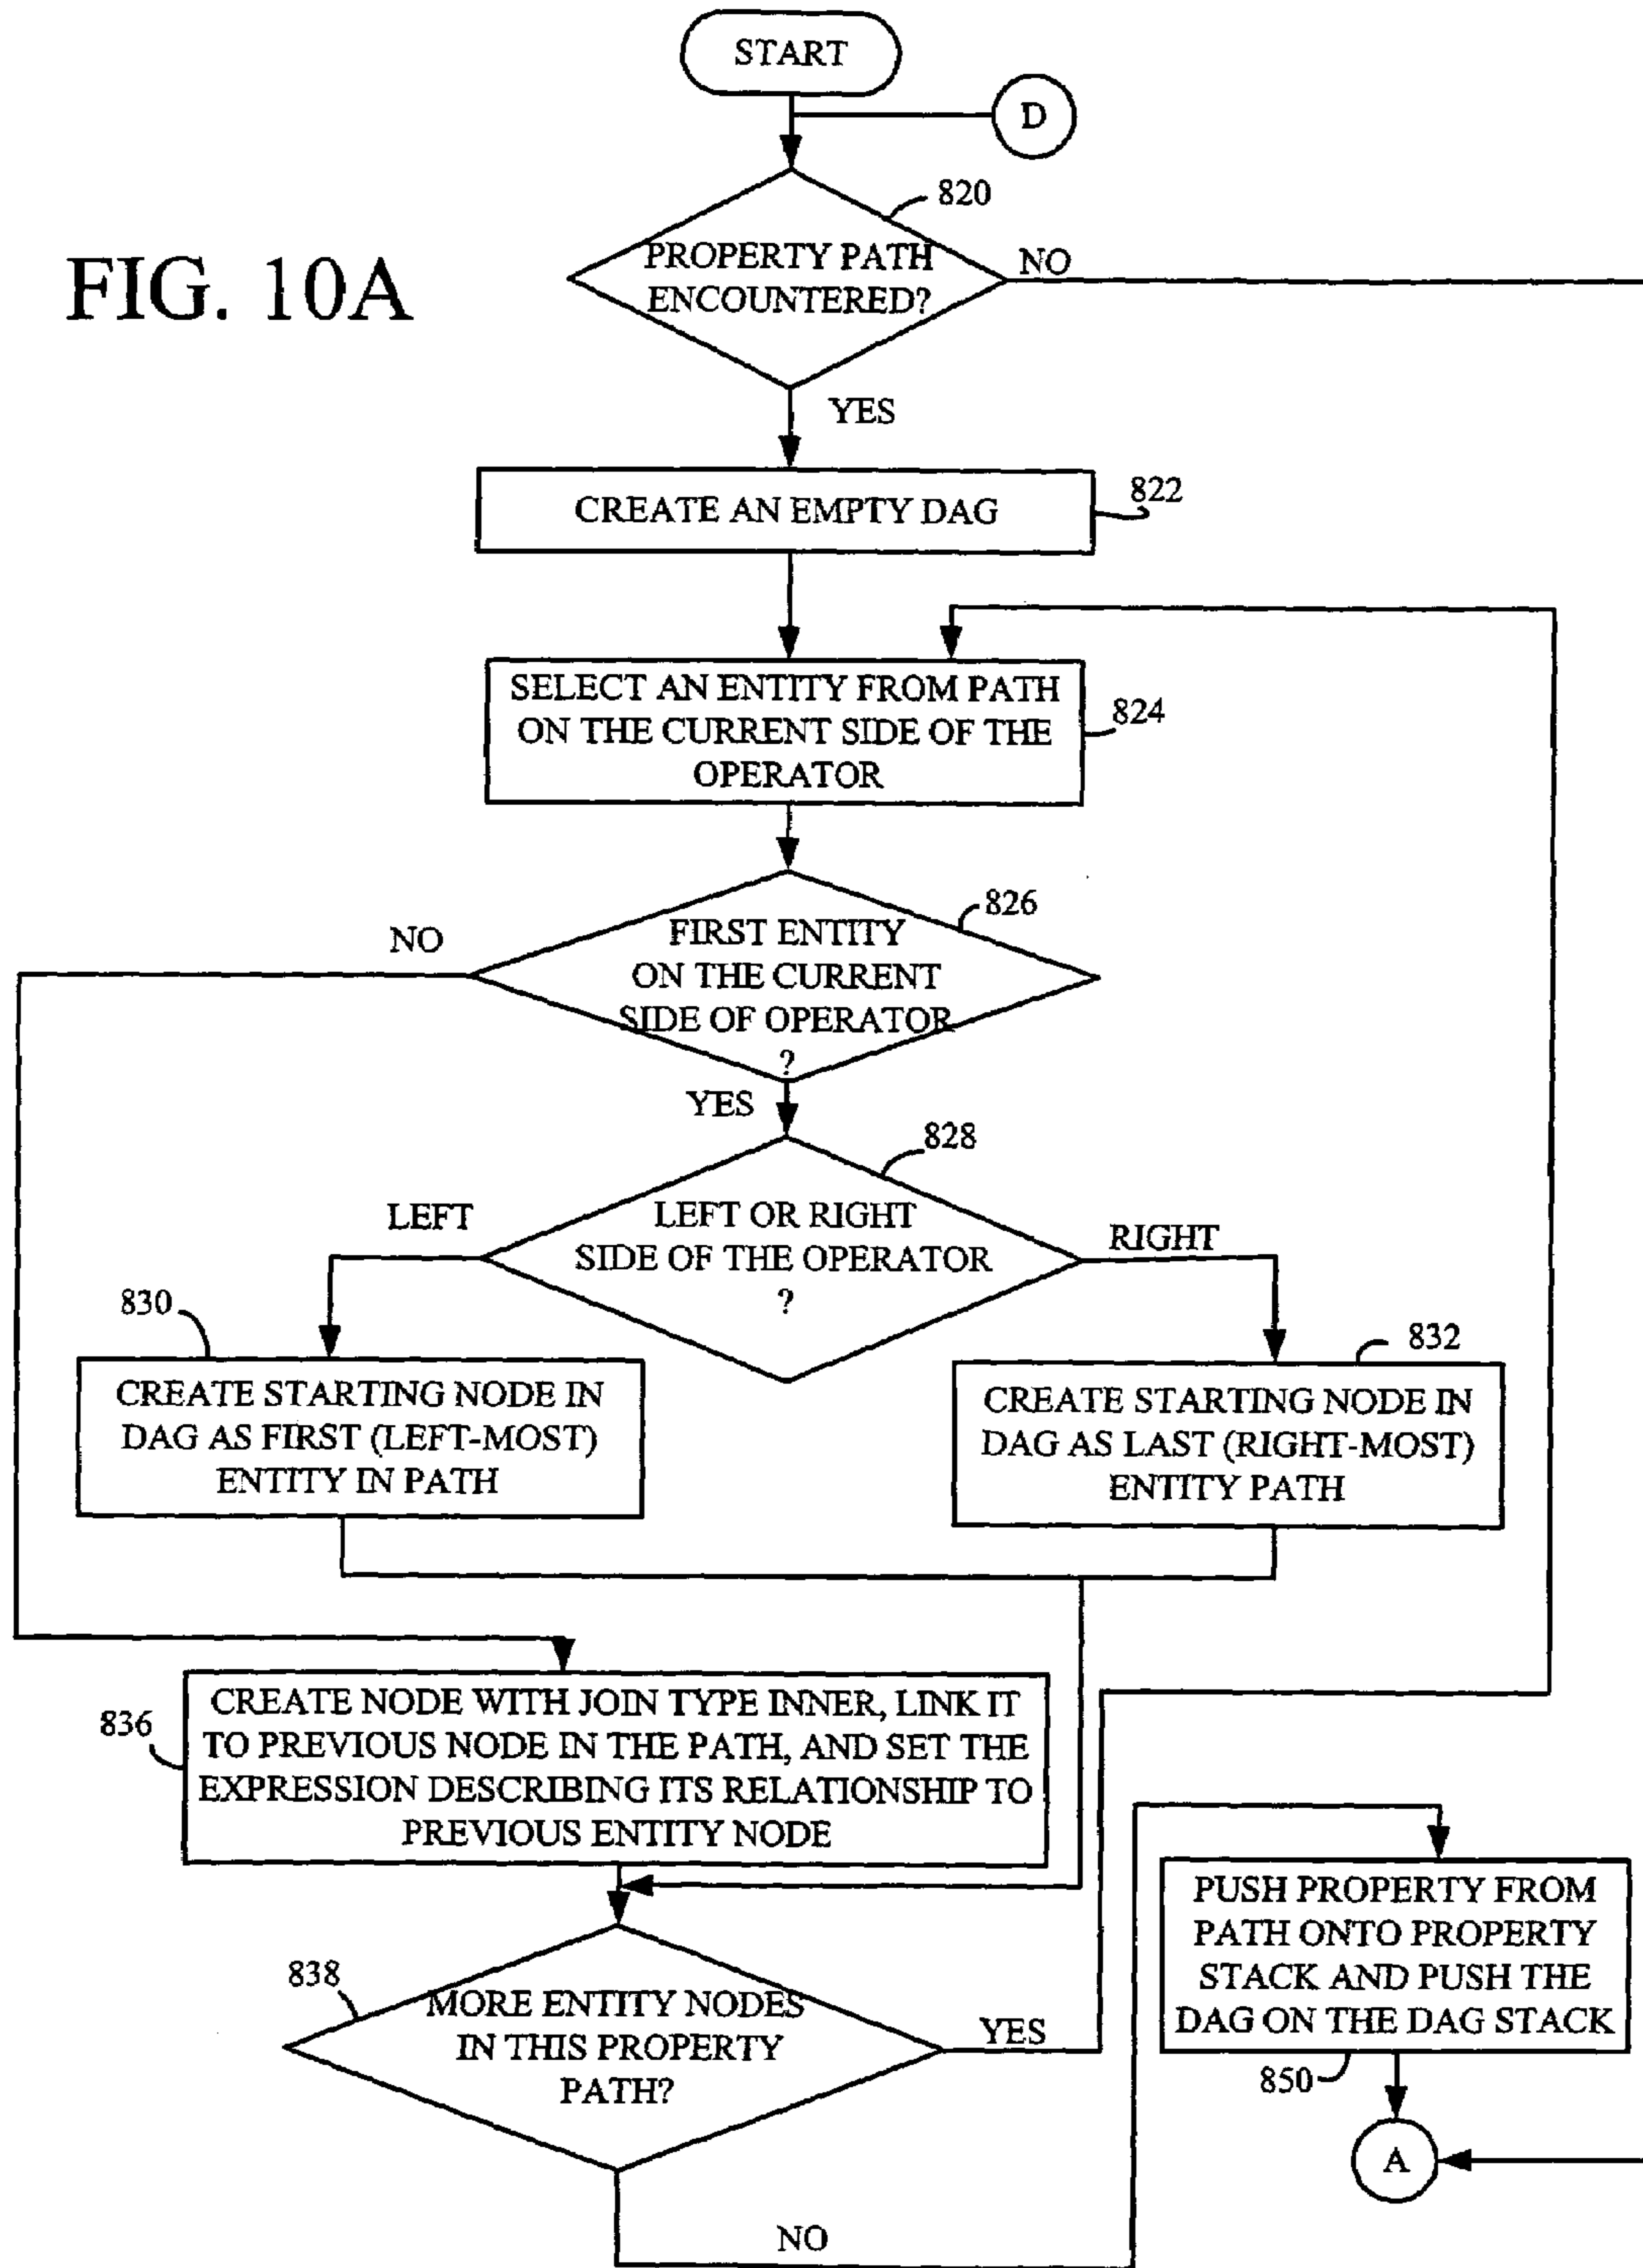 START
D
820
PROPERTY PATH
ENCOUNTERED?
NO
FIG. 10A
YES
CREATE AN EMPTY DAG
822
SELECT AN ENTITY FROM PATH
ON THE CURRENT SIDE OF THE
OPERATOR
824
826
NO
FIRST ENTITY
ON THE CURRENT
SIDE OF OPERATOR
?
YES
828
LEFT
LEFT OR RIGHT
SIDE OF THE OPERATOR
?
RIGHT
830
832
CREATE STARTING NODE IN
DAG AS FIRST (LEFT-MOST)
ENTITY IN PATH
CREATE STARTING NODE IN
DAG AS LAST (RIGHT-MOST)
ENTITY PATH
836
CREATE NODE WITH JOIN TYPE INNER, LINK IT
TO PREVIOUS NODE IN THE PATH, AND SET THE
EXPRESSION DESCRIBING ITS RELATIONSHIP TO
PREVIOUS ENTITY NODE
838
MORE ENTITY NODES
IN THIS PROPERTY
PATH?
YES
PUSH PROPERTY FROM
PATH ONTO PROPERTY
STACK AND PUSH THE
DAG ON THE DAG STACK
850
A
NO